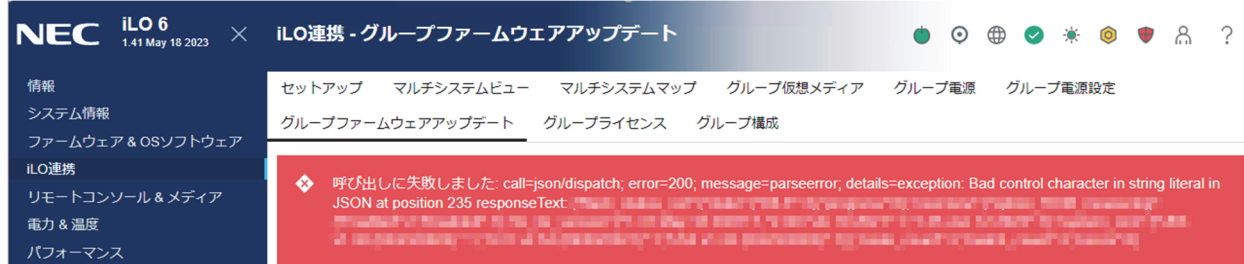 NEC iLO 6
1.41 May 18 2023
iLO連携 - グループファームウェアアップデート
情報
システム情報
ファームウェア & OSソフトウェア
iLO連携
リモートコンソール & メディア
電力 & 温度
パフォーマンス
セットアップ マルチシステムビュー マルチシステムマップ グループ仮想メディア グループ電源 グループ電源設定
グループファームウェアアップデート グループライセンス グループ構成
呼び出しに失敗しました: call=json/dispatch; error=200; message=parseerror; details=exception: Bad control character in string literal in
JSON at position 235 responseText: